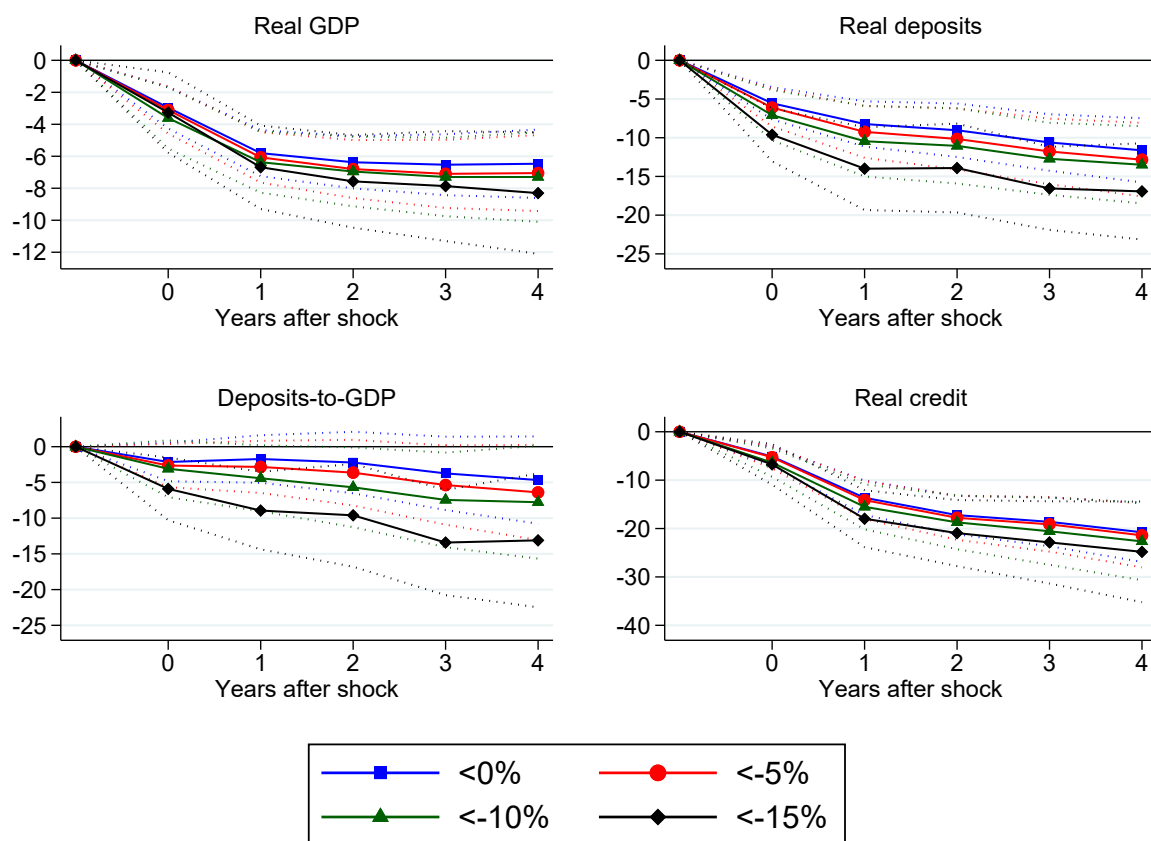 Real GDP
0
-2
-4
-6
-8
-10
-12
0 1 2 3 4
Years after shock
Real deposits
0
-5
-10
-15
-20
-25
0 1 2 3 4
Years after shock
Deposits-to-GDP
0
-5
-10
-15
-20
-25
0 1 2 3 4
Years after shock
Real credit
0
-10
-20
-30
-40
0 1 2 3 4
Years after shock
<0% <-5%
<-10% <-15%